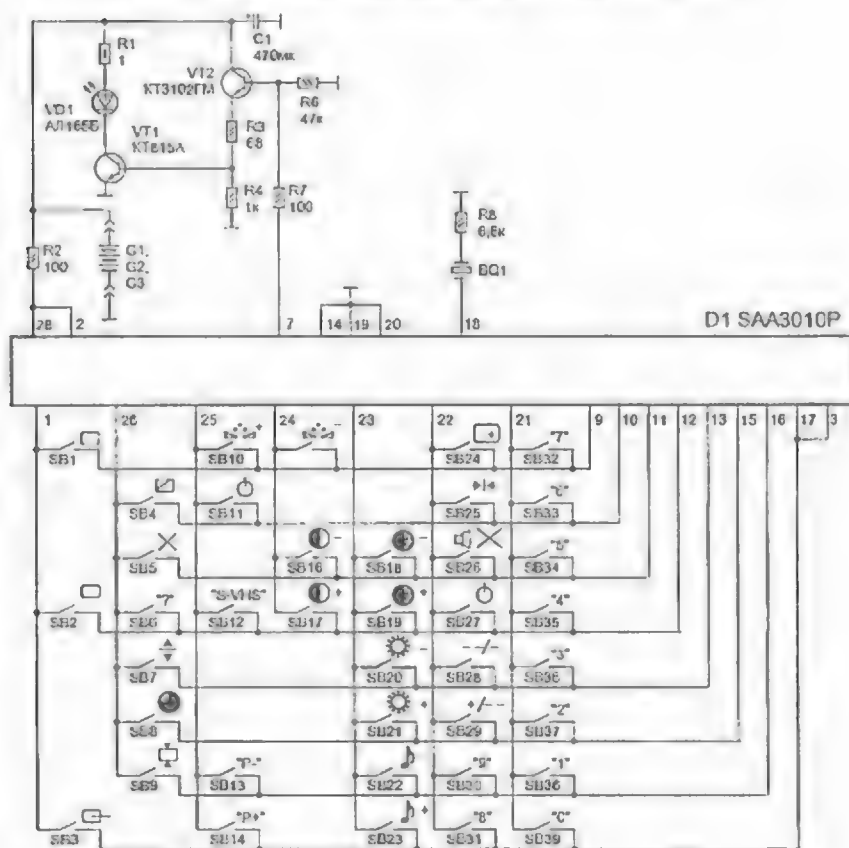 R1
1
C1
470мк
VT2
КТ3102ГМ
R6
47к
VD1
АЛ165Б
VT1
КТ815А
R3
68
R4
1к
R7
100
R8
6,8к
R2
100
G1,
G2,
G3
BQ1
28 2 7 14 19 20 18
D1 SAA3010P
1 26 25 24 23 22 21 9 10 11 12 13 15 16 17 3
+ - "7"
SB1 SB10 SB24 SB32
"6"
SB4 SB11 SB25 SB33
- - "5"
SB5 SB16 SB18 SB26 SB34
"?" "S-VHS" + + "4"
SB2 SB6 SB12 SB17 SB19 SB27 SB35
- -/- "3"
SB7 SB20 SB28 SB36
+ +/-- "2"
SB8 SB21 SB29 SB37
"P-" "9" "1"
SB9 SB13 SB22 SB30
"P+" + "8" "0"
SB3 SB14 SB23 SB31 SB39